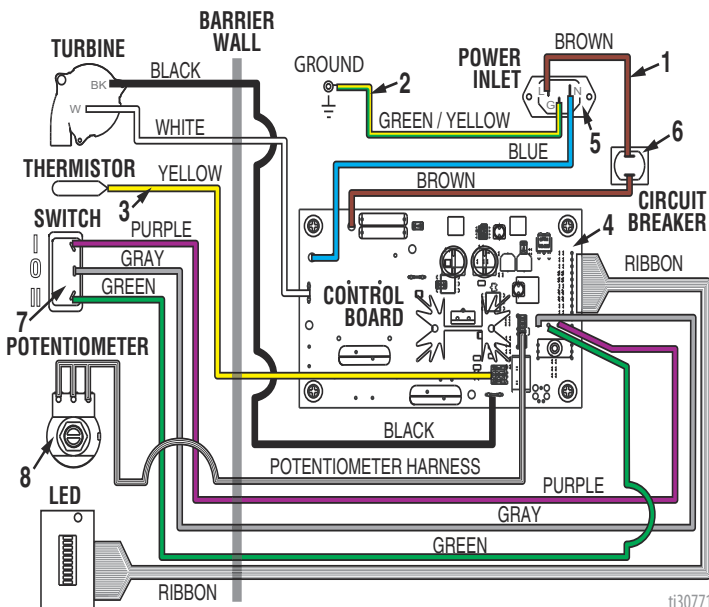 BARRIER
WALL
TURBINE
BK
W
BLACK
WHITE
GROUND
2
POWER
INLET
BROWN
1
L
N
G
5
6
GREEN / YELLOW
BLUE
BROWN
CIRCUIT
BREAKER
THERMISTOR
YELLOW
3
SWITCH
I
O
II
7
PURPLE
GRAY
GREEN
4
RIBBON
CONTROL
BOARD
POTENTIOMETER
8
BLACK
POTENTIOMETER HARNESS
PURPLE
GRAY
GREEN
LED
RIBBON
ti30771